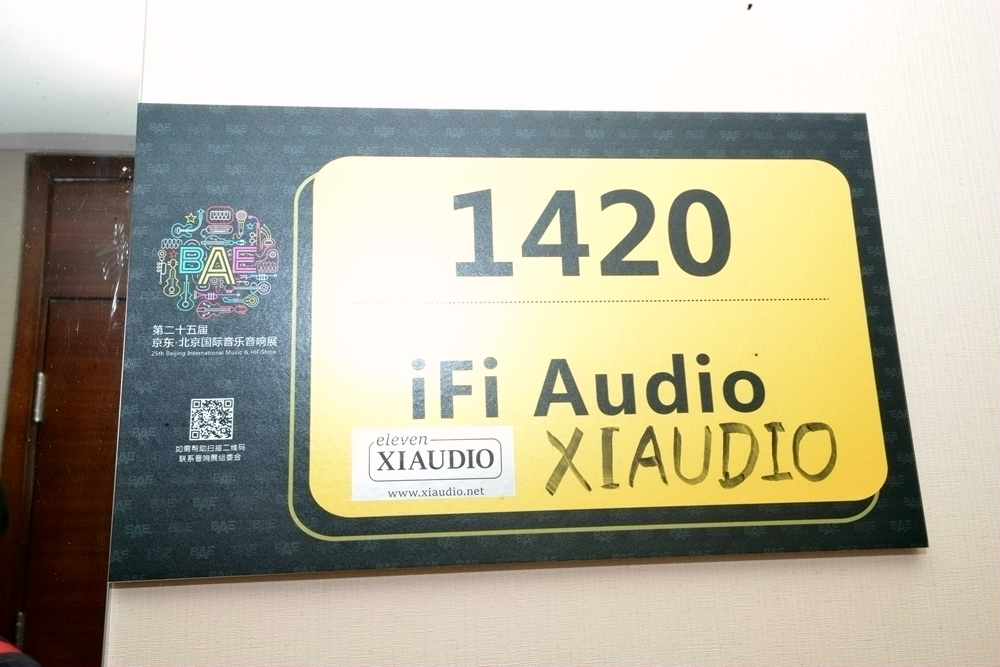 BAE
第二十五届
京东·北京国际音乐音响展
25th Beijing International Music & HiFi Show
如需帮助扫描二维码
联系音响展组委会
1420
iFi Audio
eleven
XIAUDIO
www.xiaudio.net
XIAUDIO